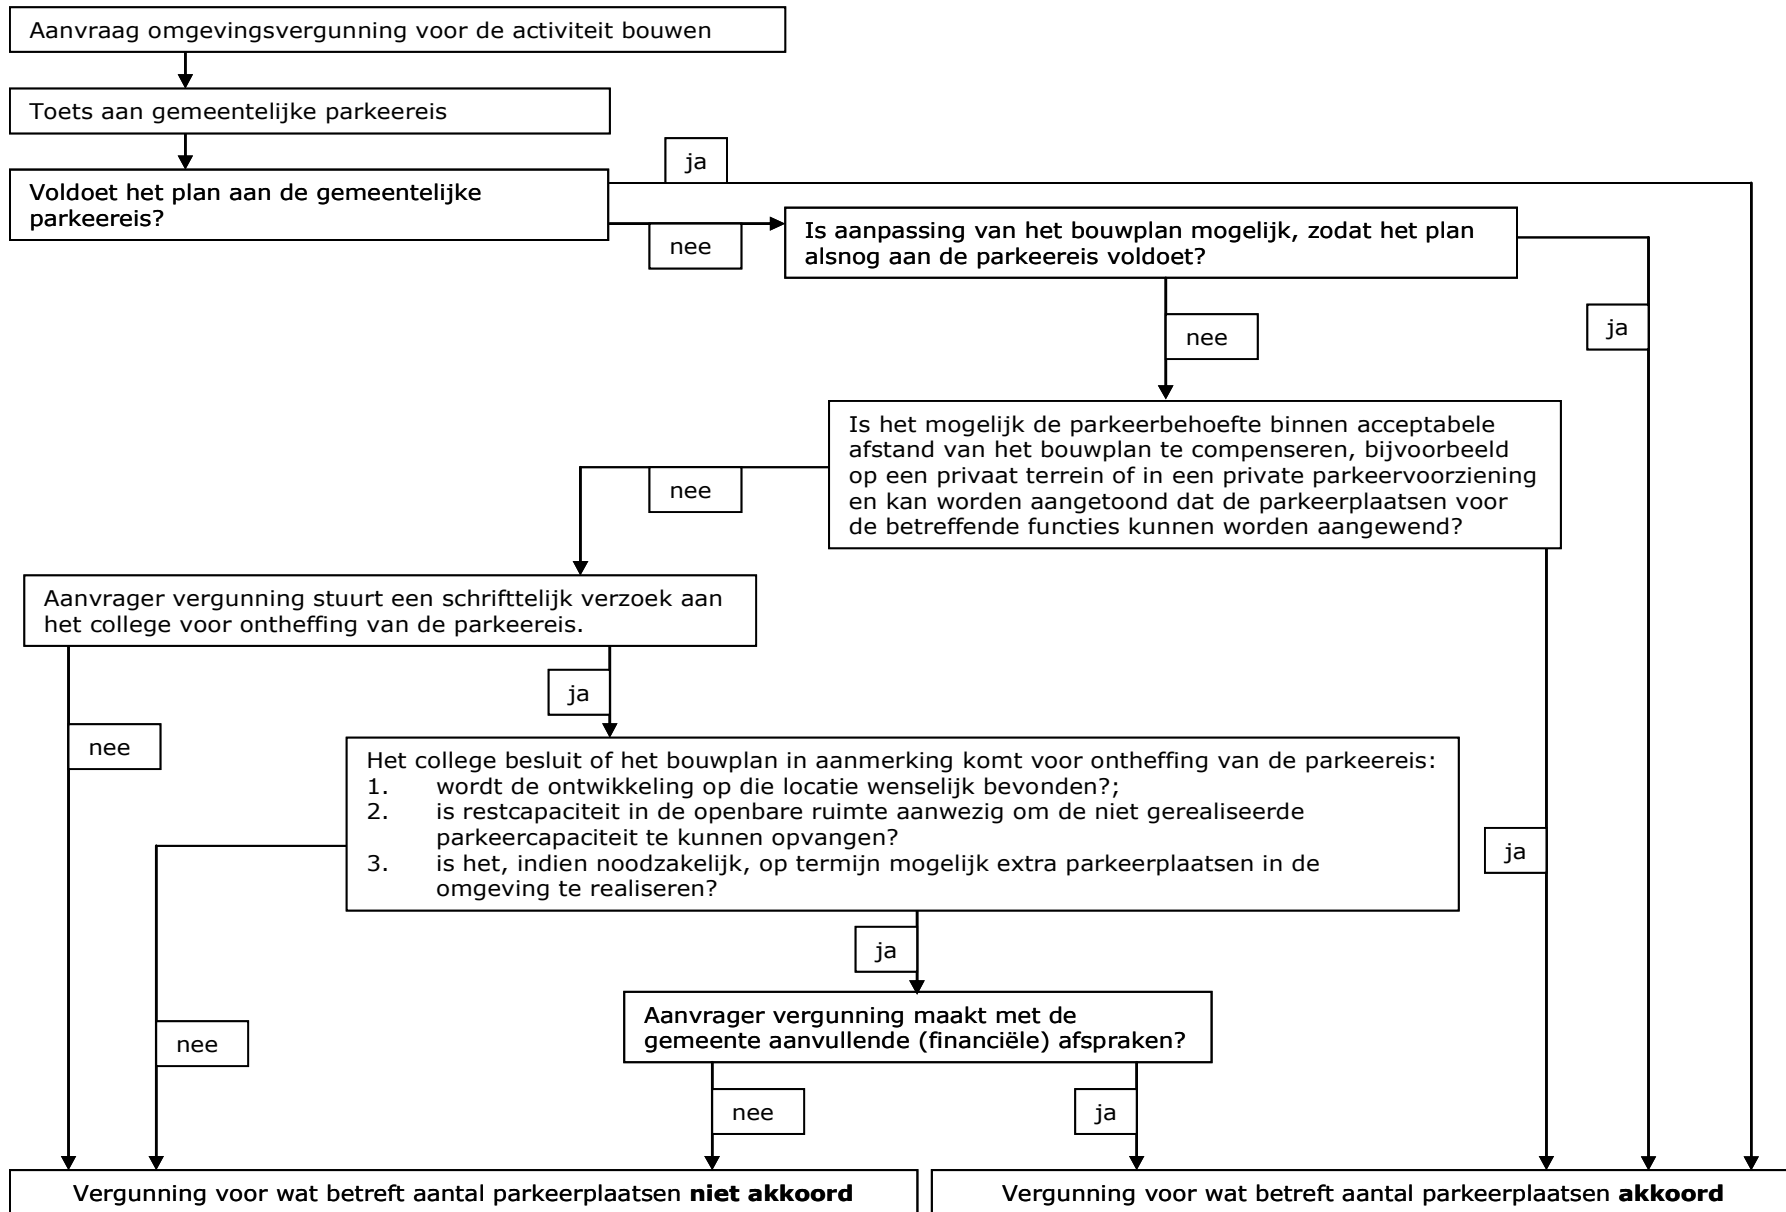 Aanvraag omgevingsvergunning voor de activiteit bouwen
Toets aan gemeentelijke parkeereis
ja
Voldoet het plan aan de gemeentelijke
parkeereis?
nee
Is aanpassing van het bouwplan mogelijk, zodat het plan
alsnog aan de parkeereis voldoet?
ja
nee
Is het mogelijk de parkeerbehoefte binnen acceptabele
afstand van het bouwplan te compenseren, bijvoorbeeld
op een privaat terrein of in een private parkeervoorziening
en kan worden aangetoond dat de parkeerplaatsen voor
de betreffende functies kunnen worden aangewend?
nee
Aanvrager vergunning stuurt een schrifttelijk verzoek aan
het college voor ontheffing van de parkeereis.
ja
nee
Het college besluit of het bouwplan in aanmerking komt voor ontheffing van de parkeereis:
1. wordt de ontwikkeling op die locatie wenselijk bevonden?;
2. is restcapaciteit in de openbare ruimte aanwezig om de niet gerealiseerde
parkeercapaciteit te kunnen opvangen?
3. is het, indien noodzakelijk, op termijn mogelijk extra parkeerplaatsen in de
omgeving te realiseren?
ja
ja
nee
Aanvrager vergunning maakt met de
gemeente aanvullende (financiële) afspraken?
nee
ja
Vergunning voor wat betreft aantal parkeerplaatsen niet akkoord
Vergunning voor wat betreft aantal parkeerplaatsen akkoord